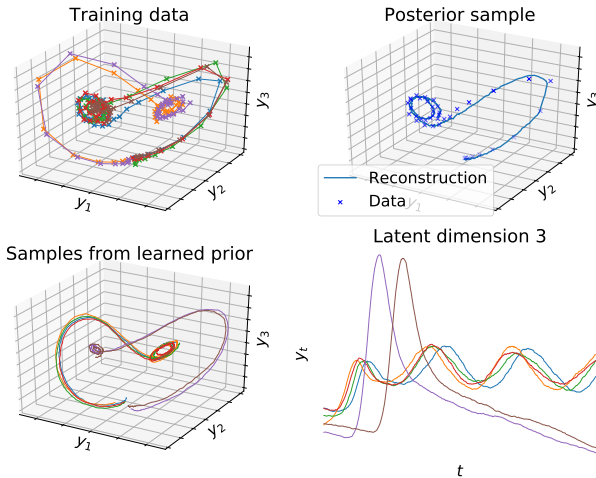 Training data
Posterior sample
y3
y2
y1
y2
y1
Reconstruction
Data
Samples from learned prior
Latent dimension 3
y3
y2
y1
yt
t